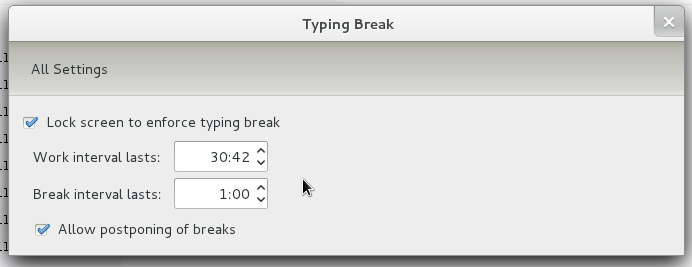 Typing Break
All Settings
Lock screen to enforce typing break
Work interval lasts: 30:42
Break interval lasts: 1:00
Allow postponing of breaks